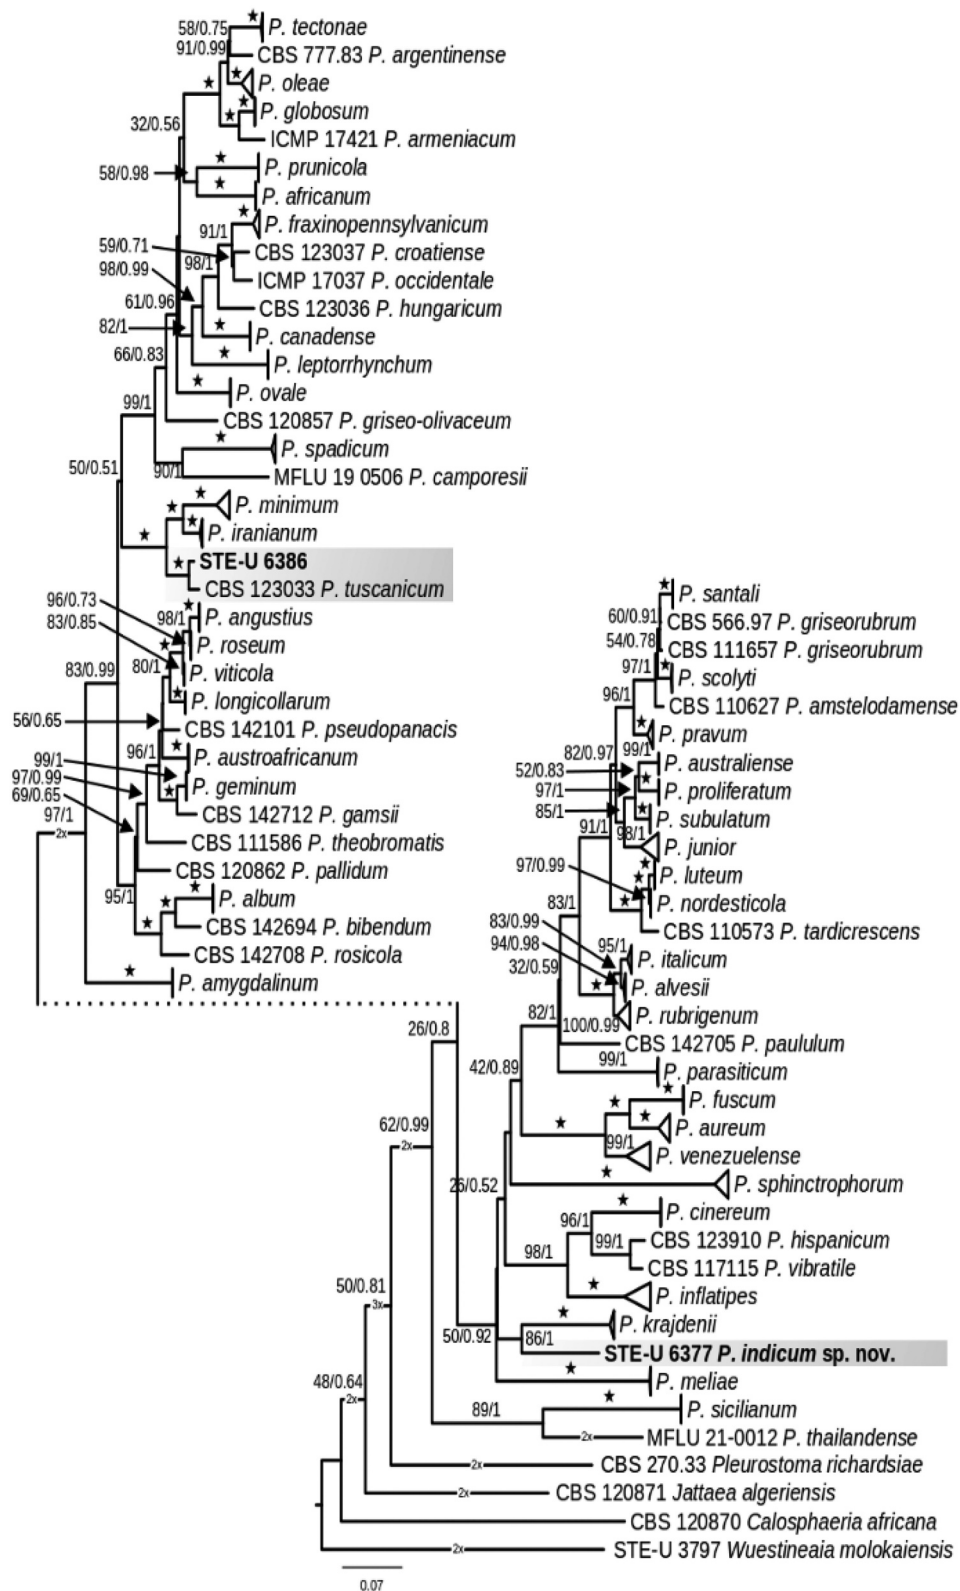 58/0.75
★ P. tectonae
91/0.99
CBS 777.83 P. argentinense
★ ★ P. oleae
★ P. globosum
32/0.56
★ ICMP 17421 P. armeniacum
★ P. prunicola
58/0.98
★ P. africanum
★ P. fraxinopennsylvanicum
91/1
59/0.71
CBS 123037 P. croatiense
98/0.99
98/1
ICMP 17037 P. occidentale
61/0.96
CBS 123036 P. hungaricum
82/1
★ P. canadense
66/0.83
★ P. leptorrhynchum
★ P. ovale
99/1
CBS 120857 P. griseo-olivaceum
★ P. spadicum
50/0.51
90/1
MFLU 19 0506 P. camporesii
★ ★ P. minimum
★ ★ P. iranianum
★ STE-U 6386
CBS 123033 P. tuscanicum
96/0.73
83/0.85
98/1
★ P. angustius
★ P. roseum
83/0.99
80/1
P. viticola
★ P. longicollarum
56/0.65
CBS 142101 P. pseudopanacis
96/1
★ P. austroafricanum
99/1
97/0.99
69/0.65
★ P. geminum
97/1
2x
CBS 142712 P. gamsii
CBS 111586 P. theobromatis
CBS 120862 P. pallidum
95/1
★ ★ P. album
★ CBS 142694 P. bibendum
CBS 142708 P. rosicola
★ P. amygdalinum
★ P. santali
60/0.91
CBS 566.97 P. griseorubrum
54/0.78
CBS 111657 P. griseorubrum
97/1
★ P. scolyti
96/1
CBS 110627 P. amstelodamense
★ P. pravum
82/0.97
99/1
52/0.83
P. australiense
97/1
★ P. proliferatum
85/1
★ P. subulatum
91/1
98/1
P. junior
97/0.99
★ ★ P. luteum
★ P. nordesticola
83/1
CBS 110573 P. tardicrescens
83/0.99
94/0.98
95/1
P. italicum
32/0.59
★ P. alvesii
82/1
100/0.99
P. rubrigenum
CBS 142705 P. paululum
26/0.8
42/0.89
99/1
P. parasiticum
★ ★ P. fuscum
★ ★ P. aureum
62/0.99
2x
99/1
P. venezuelense
★ P. sphinctrophorum
26/0.52
★ P. cinereum
96/1
99/1
CBS 123910 P. hispanicum
98/1
CBS 117115 P. vibratile
50/0.81
3x
★ P. inflatipes
★ P. krajdenii
50/0.92
86/1
STE-U 6377 P. indicum sp. nov.
★ P. meliae
48/0.64
2x
89/1
★ P. sicilianum
2x
MFLU 21-0012 P. thailandense
2x
CBS 270.33 Pleurostoma richardsiae
2x
CBS 120871 Jattaea algeriensis
CBS 120870 Calosphaeria africana
2x
STE-U 3797 Wuestineaia molokaiensis
0.07